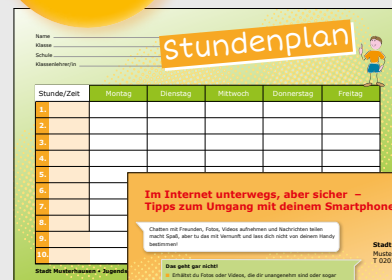 Stundenplan
Name
Klasse
Schule
Klassenlehrer/in
Stunde/Zeit Montag Dienstag Mittwoch Donnerstag Freitag
1.
2.
3.
4.
5.
6.
7.
8.
9.
10.
Stadt Musterhausen • Jugends
Im Internet unterwegs, aber sicher –
Tipps zum Umgang mit deinem Smartphone
Chatten mit Freunden, Fotos, Videos aufnehmen und Nachrichten teilen
macht Spaß, aber tu das mit Vernunft und lass dich nicht von deinem Handy
bestimmen!
Stadt
Muste
T 020
Das geht gar nicht!
Erhältst du Fotos oder Videos, die dir unangenehm sind oder sogar